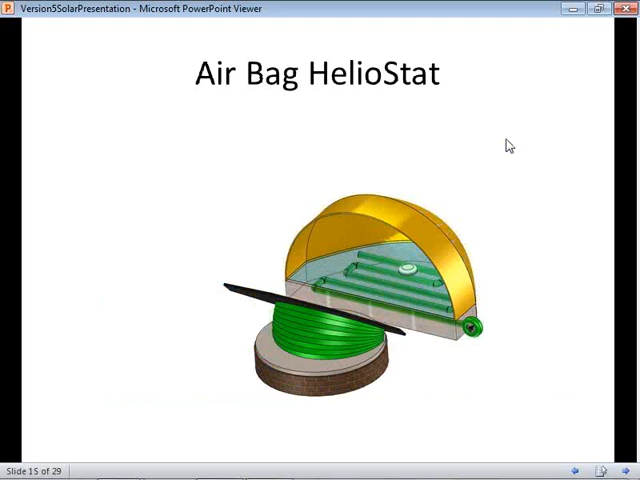 Version5SolarPresentation - Microsoft PowerPoint Viewer
Air Bag HelioStat
Slide 15 of 29